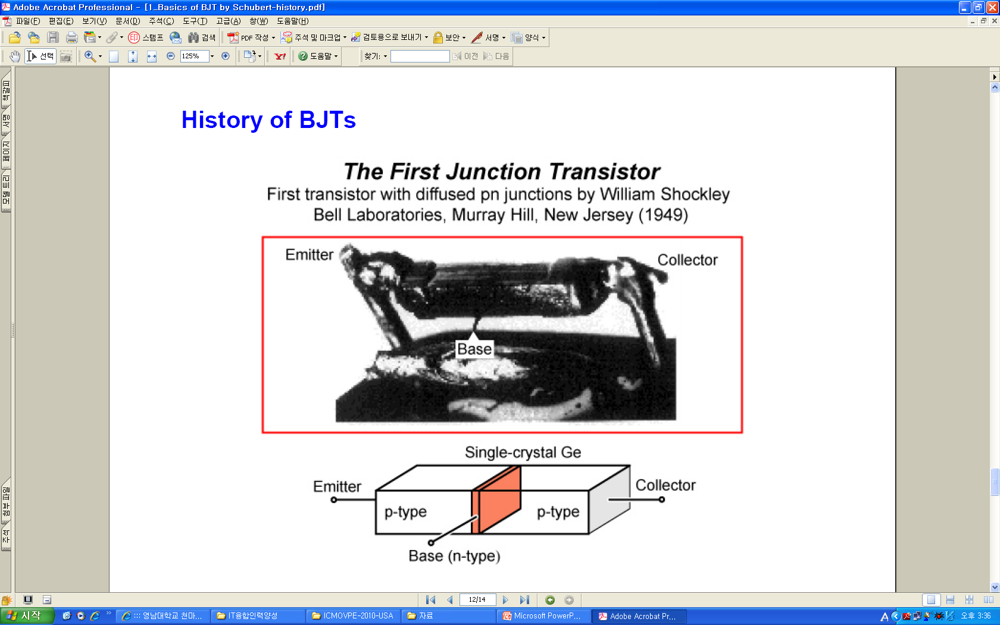 Adobe Acrobat Professional - [1_Basics of BJT by Schubert-history.pdf]
파일(F) 편집(E) 보기(V) 문서(D) 주석(C) 도구(T) 고급(A) 창(W) 도움말(H)
스탬프 검색 PDF 작성 주석 및 마크업 검토용으로 보내기 보안 서명 양식
선택 125% Y! 도움말 찾기: 이전 다음
책갈피
서명
페이지
모델 트리
첨부 파일
주석
History of BJTs
The First Junction Transistor
First transistor with diffused pn junctions by William Shockley
Bell Laboratories, Murray Hill, New Jersey (1949)
Emitter
Collector
Base
Single-crystal Ge
Emitter
Collector
p-type
p-type
Base (n-type)
12/14
시작 ::: 영남대학교 천마... IT융합인력양성 ICMOVPE-2010-USA 자료 Microsoft PowerP... Adobe Acrobat Pr... A 오후 3:36